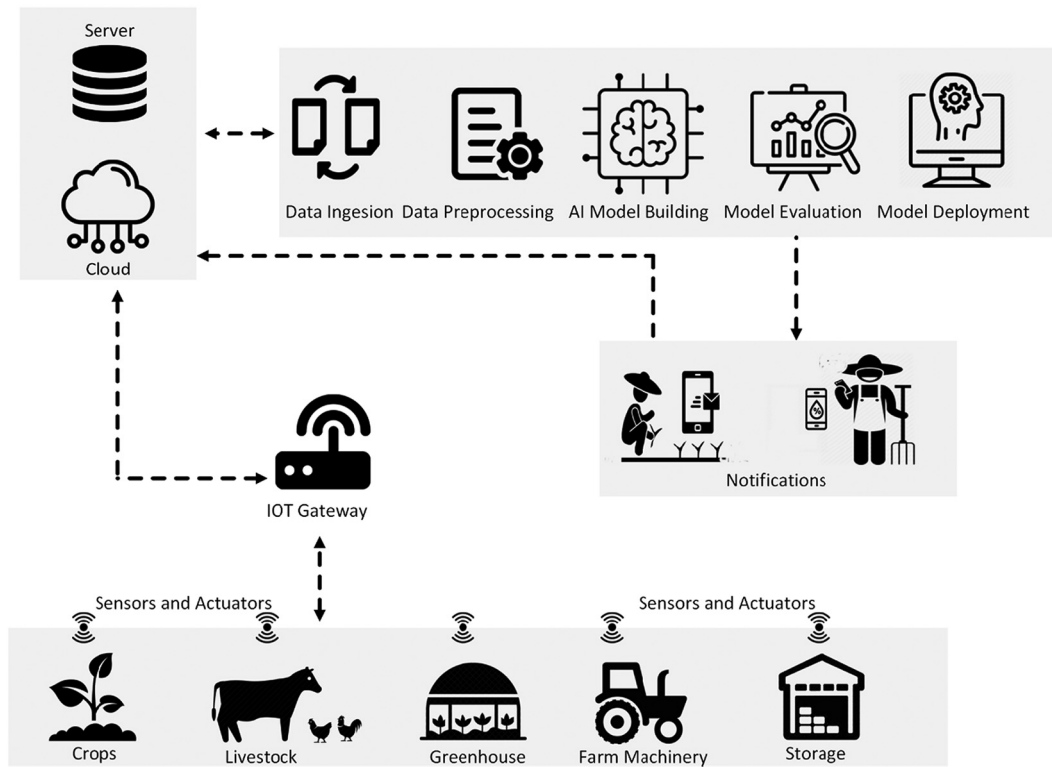 Server
Cloud
Data Ingesion
Data Preprocessing
AI Model Building
Model Evaluation
Model Deployment
%
Notifications
IOT Gateway
Sensors and Actuators
Sensors and Actuators
Crops
Livestock
Greenhouse
Farm Machinery
Storage